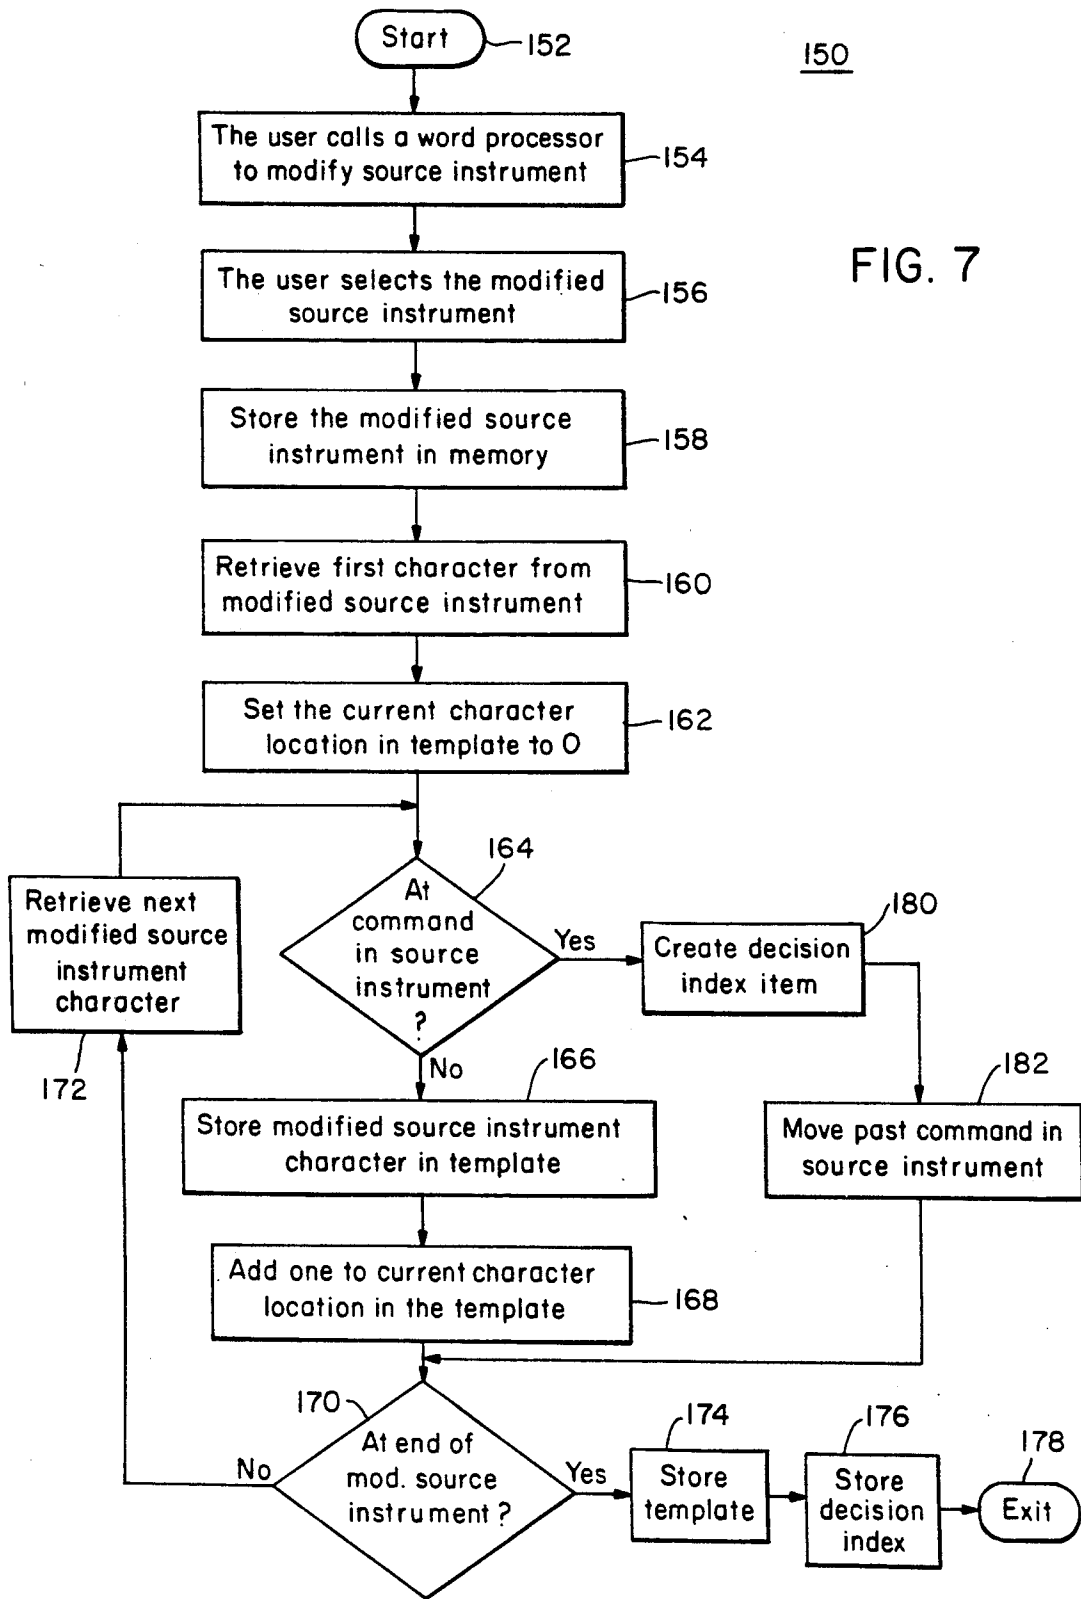 Start
152
150
The user calls a word processor
to modify source instrument
154
FIG. 7
The user selects the modified
source instrument
156
Store the modified source
instrument in memory
158
Retrieve first character from
modified source instrument
160
Set the current character
location in template to 0
162
164
At
command
in source
instrument
?
Yes
No
180
Create decision
index item
Retrieve next
modified source
instrument
character
172
166
Store modified source instrument
character in template
182
Move past command in
source instrument
Add one to current character
location in the template
168
170
At end of
mod. source
instrument?
No
Yes
174
Store
template
176
Store
decision
index
178
Exit